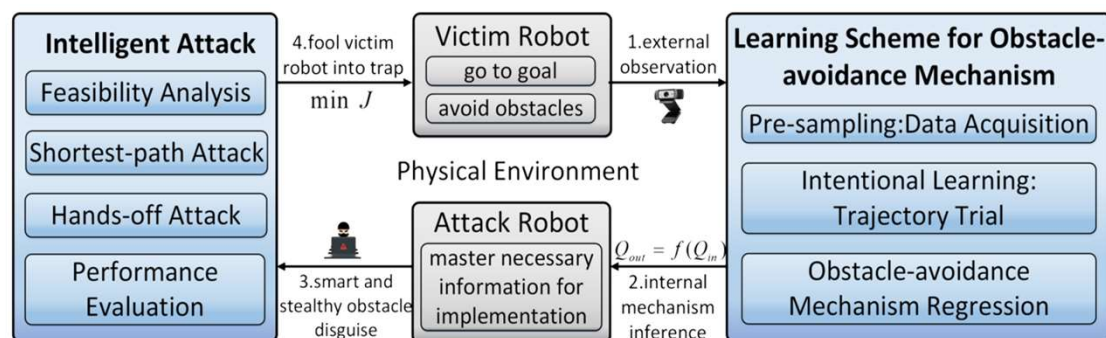 Intelligent Attack
Feasibility Analysis
Shortest-path Attack
Hands-off Attack
Performance
Evaluation
4.fool victim
robot into trap
min J
Victim Robot
go to goal
avoid obstacles
1.external
observation
Physical Environment
3.smart and
stealthy obstacle
disguise
Attack Robot
master necessary
information for
implementation
Q_out = f(Q_in)
2.internal
mechanism
inference
Learning Scheme for Obstacle-
avoidance Mechanism
Pre-sampling:Data Acquisition
Intentional Learning:
Trajectory Trial
Obstacle-avoidance
Mechanism Regression